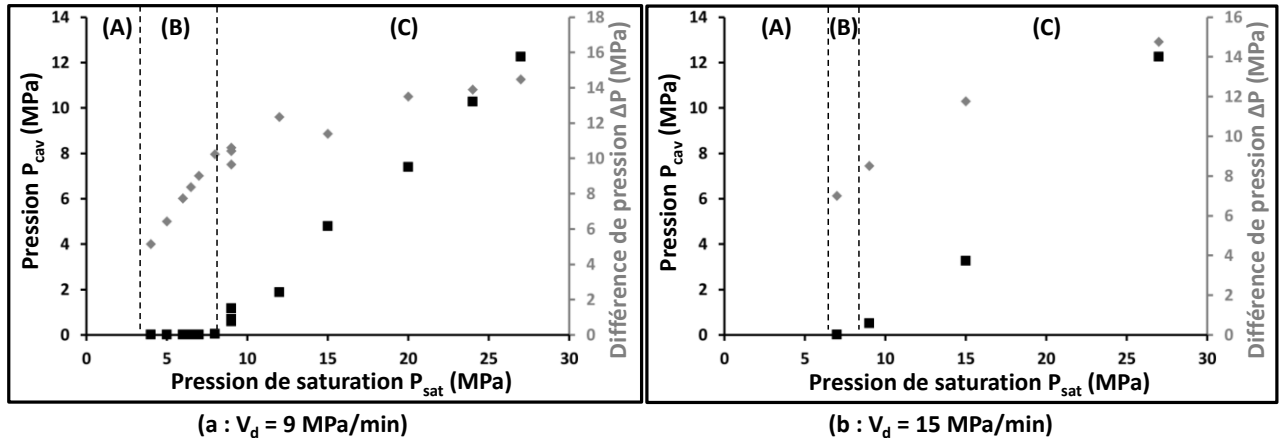 (A) (B) (C)
Pression P_cav (MPa)
14
12
10
8
6
4
2
0
18
16
14
12
10
8
6
4
2
0
Différence de pression ΔP (MPa)
0 5 10 15 20 25 30
Pression de saturation P_sat (MPa)
(a : V_d = 9 MPa/min)
(A) (B) (C)
Pression P_cav (MPa)
14
12
10
8
6
4
2
0
16
14
12
10
8
6
4
2
0
Différence de pression ΔP (MPa)
0 5 10 15 20 25 30
Pression de saturation P_sat (MPa)
(b : V_d = 15 MPa/min)